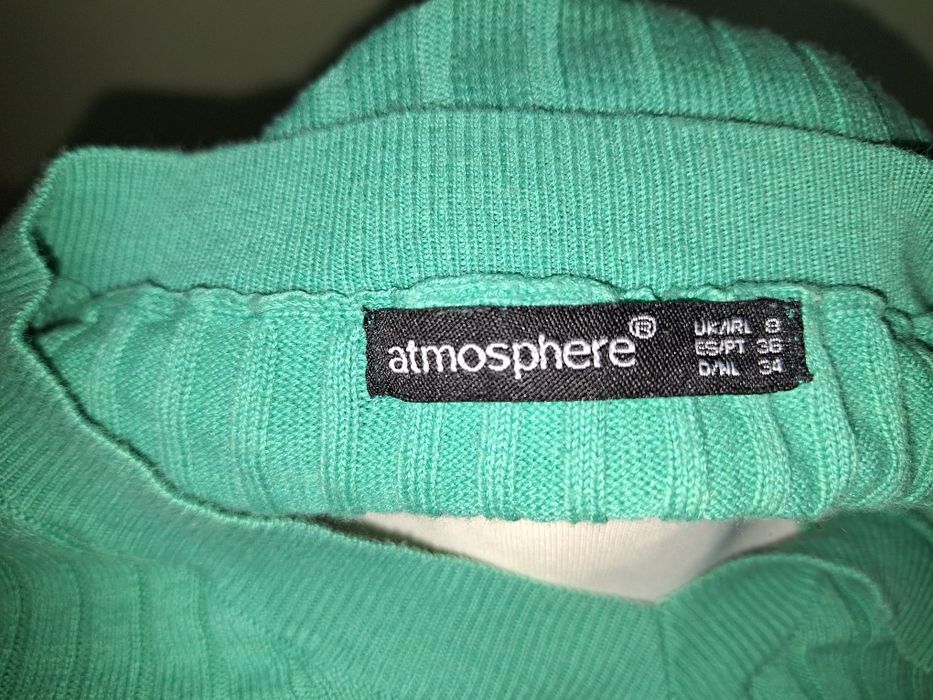 atmosphere®
UK/IRL 8
ES/PT 36
D/NL 34